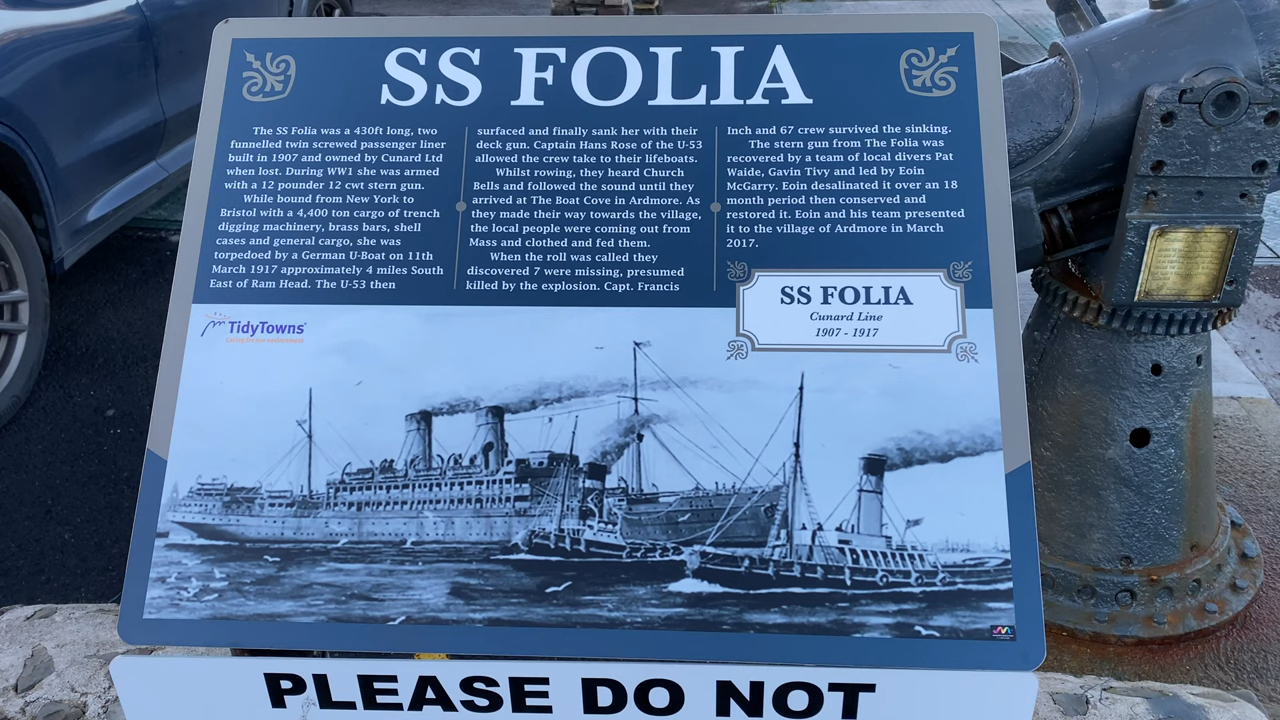 SS FOLIA
The SS Folia was a 430ft long, two
funnelled twin screwed passenger liner
built in 1907 and owned by Cunard Ltd
when lost. During WW1 she was armed
with a 12 pounder 12 cwt stern gun.
While bound from New York to
Bristol with a 4,400 ton cargo of trench
digging machinery, brass bars, shell
cases and general cargo, she was
torpedoed by a German U-Boat on 11th
March 1917 approximately 4 miles South
East of Ram Head. The U-53 then
surfaced and finally sank her with their
deck gun. Captain Hans Rose of the U-53
allowed the crew take to their lifeboats.
Whilst rowing, they heard Church
Bells and followed the sound until they
arrived at The Boat Cove in Ardmore. As
they made their way towards the village,
the local people were coming out from
Mass and clothed and fed them.
When the roll was called they
discovered 7 were missing, presumed
killed by the explosion. Capt. Francis
Inch and 67 crew survived the sinking.
The stern gun from The Folia was
recovered by a team of local divers Pat
Waide, Gavin Tivy and led by Eoin
McGarry. Eoin desalinated it over an 18
month period then conserved and
restored it. Eoin and his team presented
it to the village of Ardmore in March
2017.
SS FOLIA
Cunard Line
1907 - 1917
TidyTowns
Caring for our environment
PLEASE DO NOT